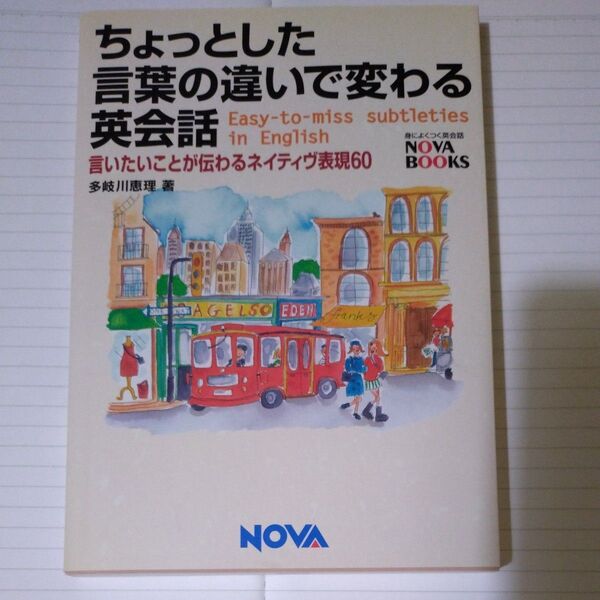 ちょっとした
言葉の違いで変わる
英会話
Easy-to-miss subtleties
in English
言いたいことが伝わるネイティヴ表現60
多岐川恵理 著
身によくつく英会話
NOVA
BOOKS
AGELSO
EDEN
frank's
NOVA